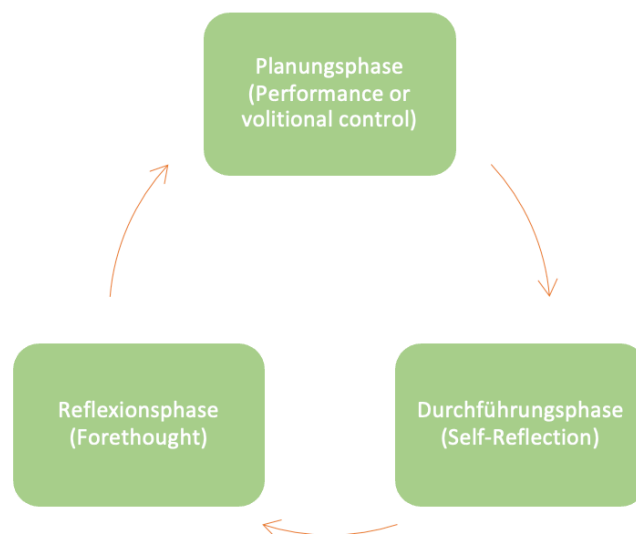 Planungsphase
(Performance or
volitional control)
Durchführungsphase
(Self-Reflection)
Reflexionsphase
(Forethought)